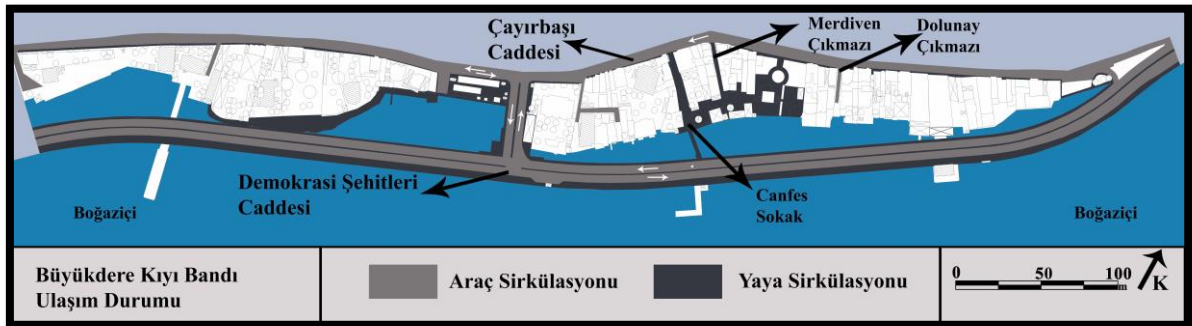 Çayırbaşı
Caddesi
Merdiven
Çıkmazı
Dolunay
Çıkmazı
Demokrasi Şehitleri
Caddesi
Canfes
Sokak
Boğaziçi
Boğaziçi
Büyükdere Kıyı Bandı
Ulaşım Durumu
Araç Sirkülasyonu
Yaya Sirkülasyonu
0 50 100
m
K